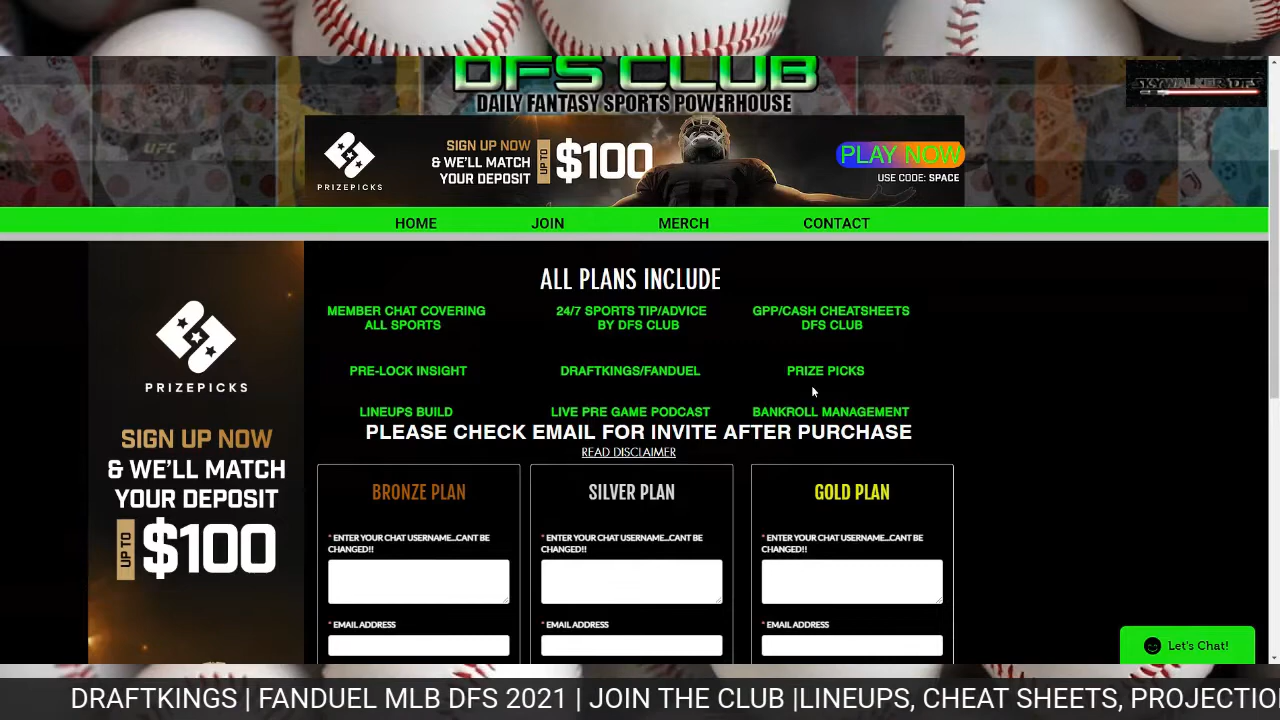 DFS CLUB
DAILY FANTASY SPORTS POWERHOUSE
SKYWALKER DFS
UFC
PRIZEPICKS
SIGN UP NOW
& WE'LL MATCH
YOUR DEPOSIT
UP TO
$100
PLAY NOW
USE CODE: SPACE
HOME JOIN MERCH CONTACT
PRIZEPICKS
SIGN UP NOW
& WE'LL MATCH
YOUR DEPOSIT
UP TO
$100
ALL PLANS INCLUDE
MEMBER CHAT COVERING
ALL SPORTS
24/7 SPORTS TIP/ADVICE
BY DFS CLUB
GPP/CASH CHEATSHEETS
DFS CLUB
PRE-LOCK INSIGHT
DRAFTKINGS/FANDUEL
PRIZE PICKS
LINEUPS BUILD
LIVE PRE GAME PODCAST
BANKROLL MANAGEMENT
PLEASE CHECK EMAIL FOR INVITE AFTER PURCHASE
READ DISCLAIMER
BRONZE PLAN
* ENTER YOUR CHAT USERNAME...CANT BE
CHANGED!!
* EMAIL ADDRESS
SILVER PLAN
* ENTER YOUR CHAT USERNAME...CANT BE
CHANGED!!
* EMAIL ADDRESS
GOLD PLAN
* ENTER YOUR CHAT USERNAME...CANT BE
CHANGED!!
* EMAIL ADDRESS
Let's Chat!
DRAFTKINGS | FANDUEL MLB DFS 2021 | JOIN THE CLUB |LINEUPS, CHEAT SHEETS, PROJECTIO